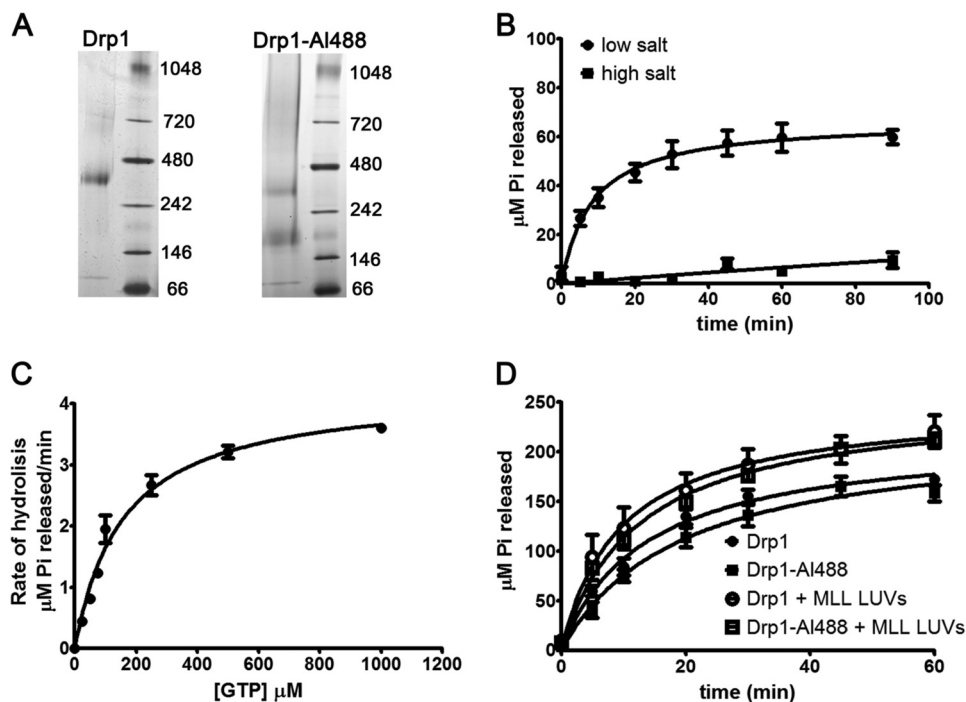 A
Drp1
1048
720
480
242
146
66
Drp1-Al488
1048
720
480
242
146
66
B
100
80
60
40
20
0
μM Pi released
low salt
high salt
0 20 40 60 80 100
time (min)
C
4
3
2
1
0
Rate of hydrolisis
μM Pi released/min
0 200 400 600 800 1000 1200
[GTP] μM
D
250
200
150
100
50
0
μM Pi released
Drp1
Drp1-Al488
Drp1 + MLL LUVs
Drp1-Al488 + MLL LUVs
0 20 40 60
time (min)